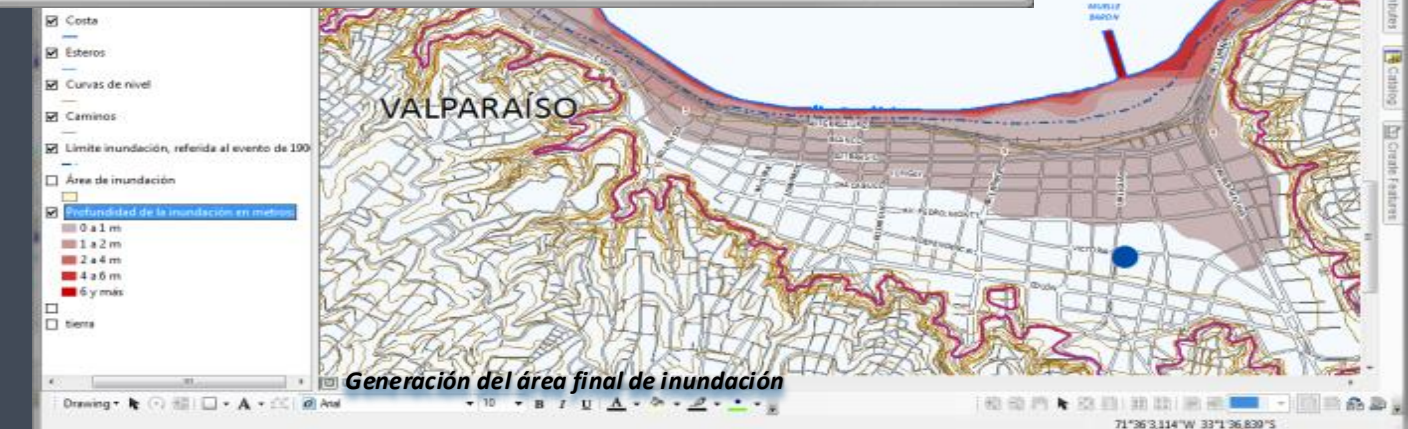 Costa
Esteros
Curvas de nivel
Caminos
Límite inundación, referida al evento de 190
Área de inundación
Profundidad de la inundación en metros
0 a 1 m
1 a 2 m
2 a 4 m
4 a 6 m
6 y más
tierra
MUELLE
BARON
VALPARAÍSO
Catalog
Create Features
Generación del área final de inundación
Drawing
A
Arial
10
B I U A
71°36'3,114"W 33°1'36,839"S